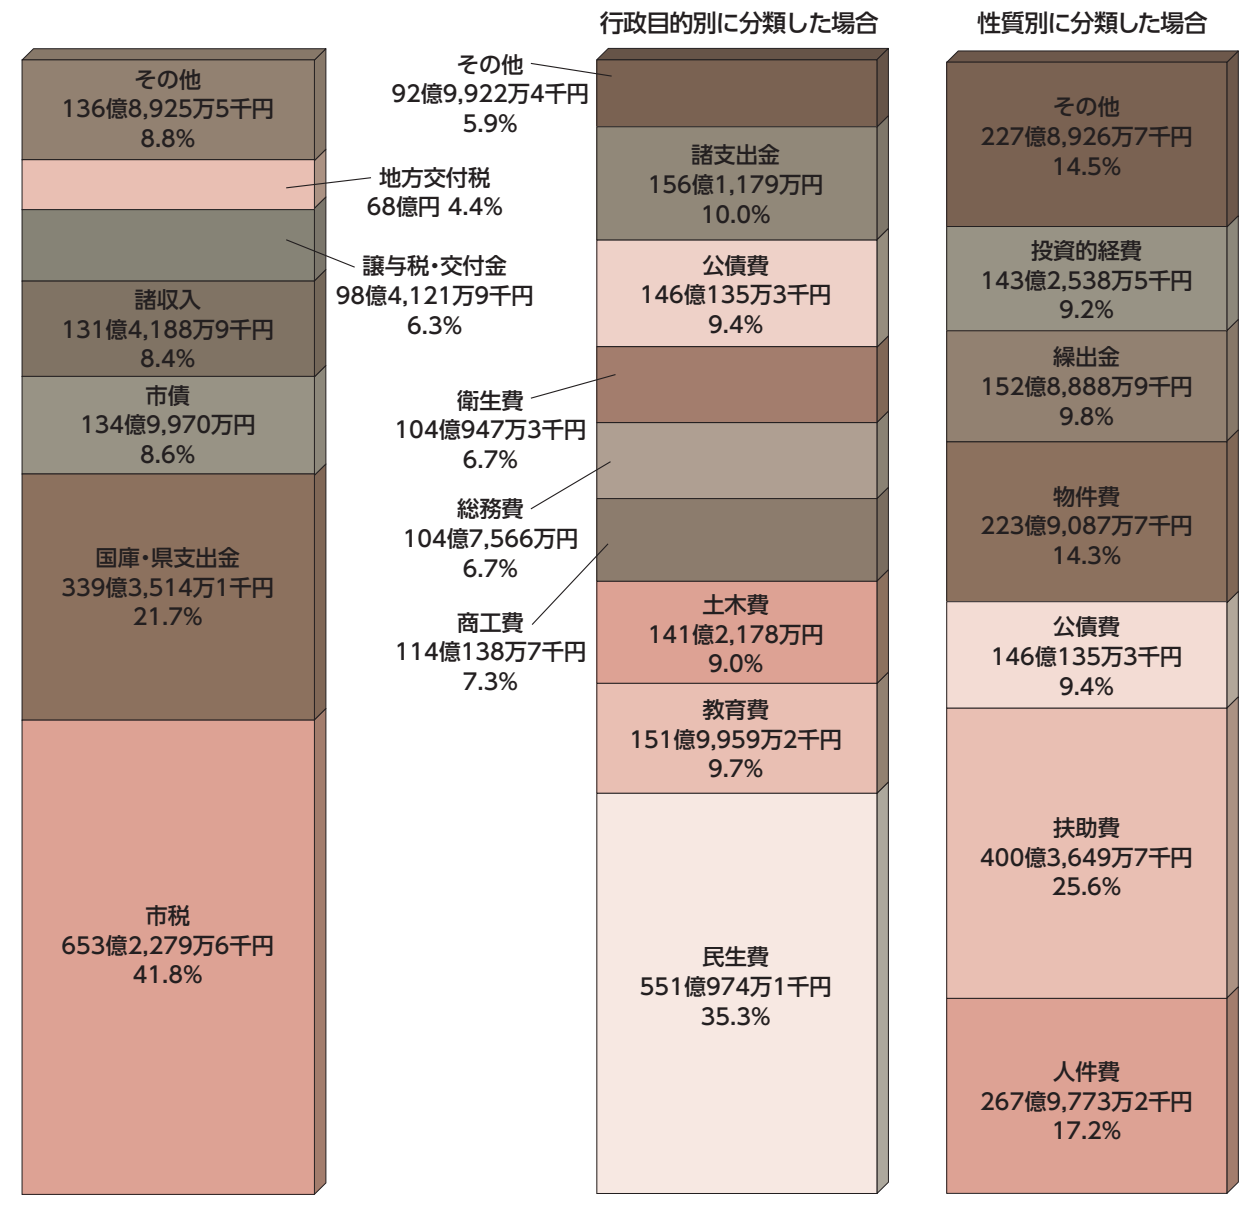 その他
136億8,925万5千円
8.8%
地方交付税
68億円 4.4%
譲与税・交付金
98億4,121万9千円
6.3%
諸収入
131億4,188万9千円
8.4%
市債
134億9,970万円
8.6%
国庫・県支出金
339億3,514万1千円
21.7%
市税
653億2,279万6千円
41.8%
行政目的別に分類した場合
その他
92億9,922万4千円
5.9%
諸支出金
156億1,179万円
10.0%
公債費
146億135万3千円
9.4%
衛生費
104億947万3千円
6.7%
総務費
104億7,566万円
6.7%
商工費
114億138万7千円
7.3%
土木費
141億2,178万円
9.0%
教育費
151億9,959万2千円
9.7%
民生費
551億974万1千円
35.3%
性質別に分類した場合
その他
227億8,926万7千円
14.5%
投資的経費
143億2,538万5千円
9.2%
繰出金
152億8,888万9千円
9.8%
物件費
223億9,087万7千円
14.3%
公債費
146億135万3千円
9.4%
扶助費
400億3,649万7千円
25.6%
人件費
267億9,773万2千円
17.2%